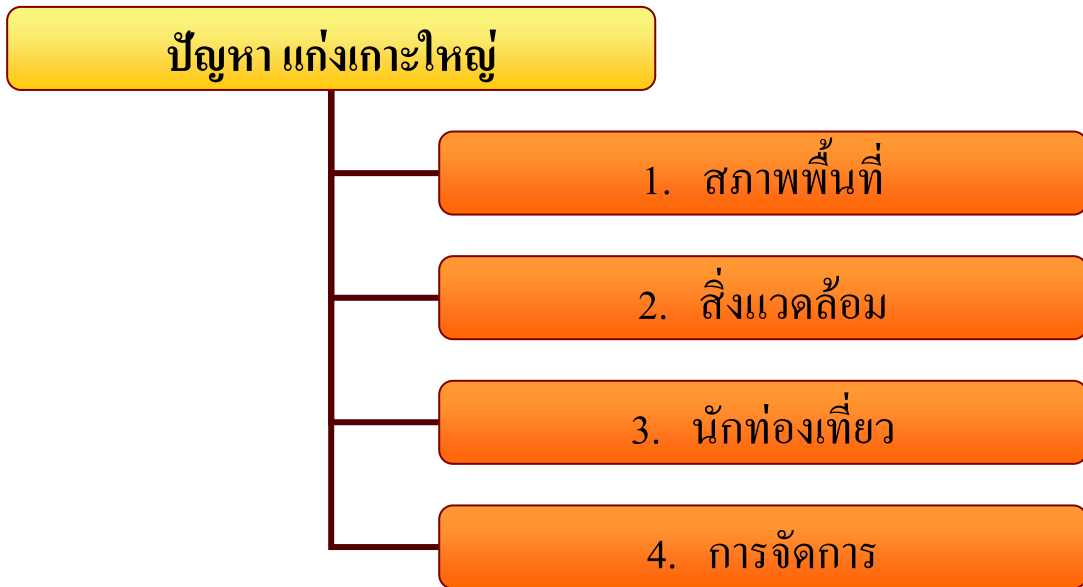 ปัญหา แก่งเกาะใหญ่
1. สภาพพื้นที่
2. สิ่งแวดล้อม
3. นักท่องเที่ยว
4. การจัดการ